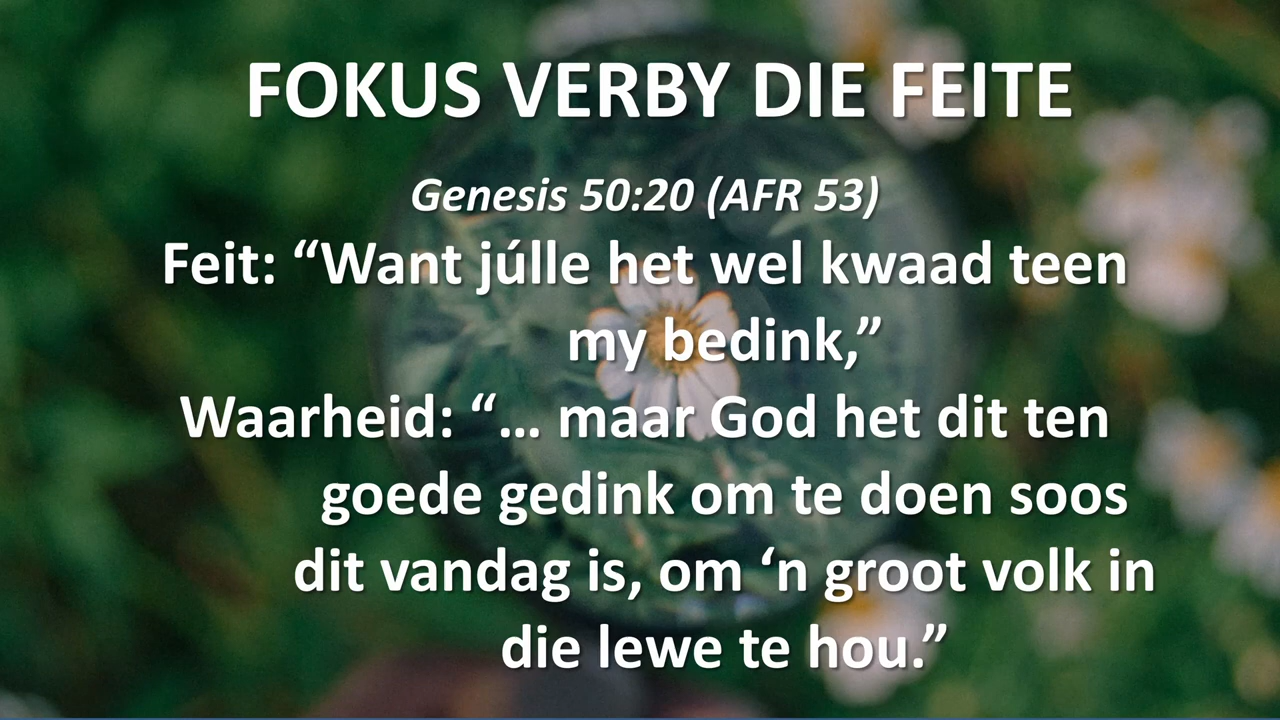 FOKUS VERBY DIE FEITE
Genesis 50:20 (AFR 53)
Feit: “Want júlle het wel kwaad teen
my bedink,”
Waarheid: “… maar God het dit ten
goede gedink om te doen soos
dit vandag is, om ‘n groot volk in
die lewe te hou.”